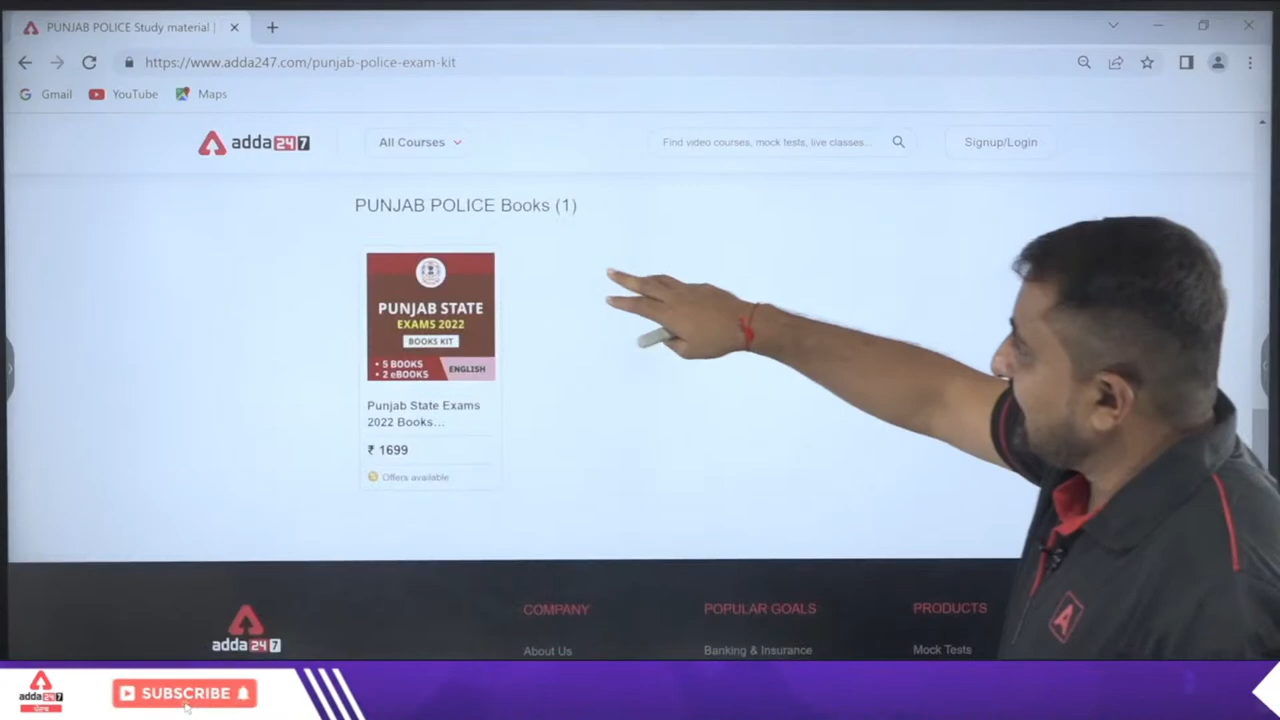 PUNJAB POLICE Study material |
https://www.adda247.com/punjab-police-exam-kit
Gmail YouTube Maps
adda247 All Courses Find video courses, mock tests, live classes... Signup/Login
PUNJAB POLICE Books (1)
PUNJAB STATE
EXAMS 2022
BOOKS KIT
• 5 BOOKS
• 2 eBOOKS
ENGLISH
Punjab State Exams
2022 Books...
₹ 1699
Offers available
COMPANY POPULAR GOALS PRODUCTS
adda247
About Us Banking & Insurance Mock Tests
adda247
ਪੰਜਾਬ
SUBSCRIBE
A